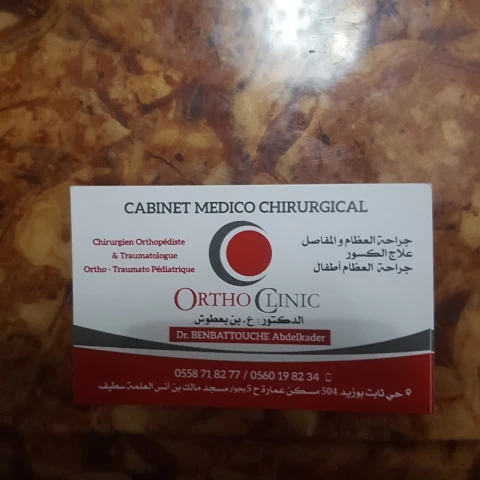 CABINET MEDICO CHIRURGICAL
Chirurgien Orthopédiste
& Traumatologue
Ortho - Traumato Pédiatrique
جراحة العظام و المفاصل
علاج الكسور
جراحة العظام أطفال
ORTHO CLINIC
الدكتور : ع. بن بعطوش
Dr. BENBATTOUCHE Abdelkader
0558 71 82 77 / 0560 19 82 34
حي ثابت بوزيد 504 مسكن عمارة ح 5 بجوار مسجد مالك بن أنس العلمة سطيف